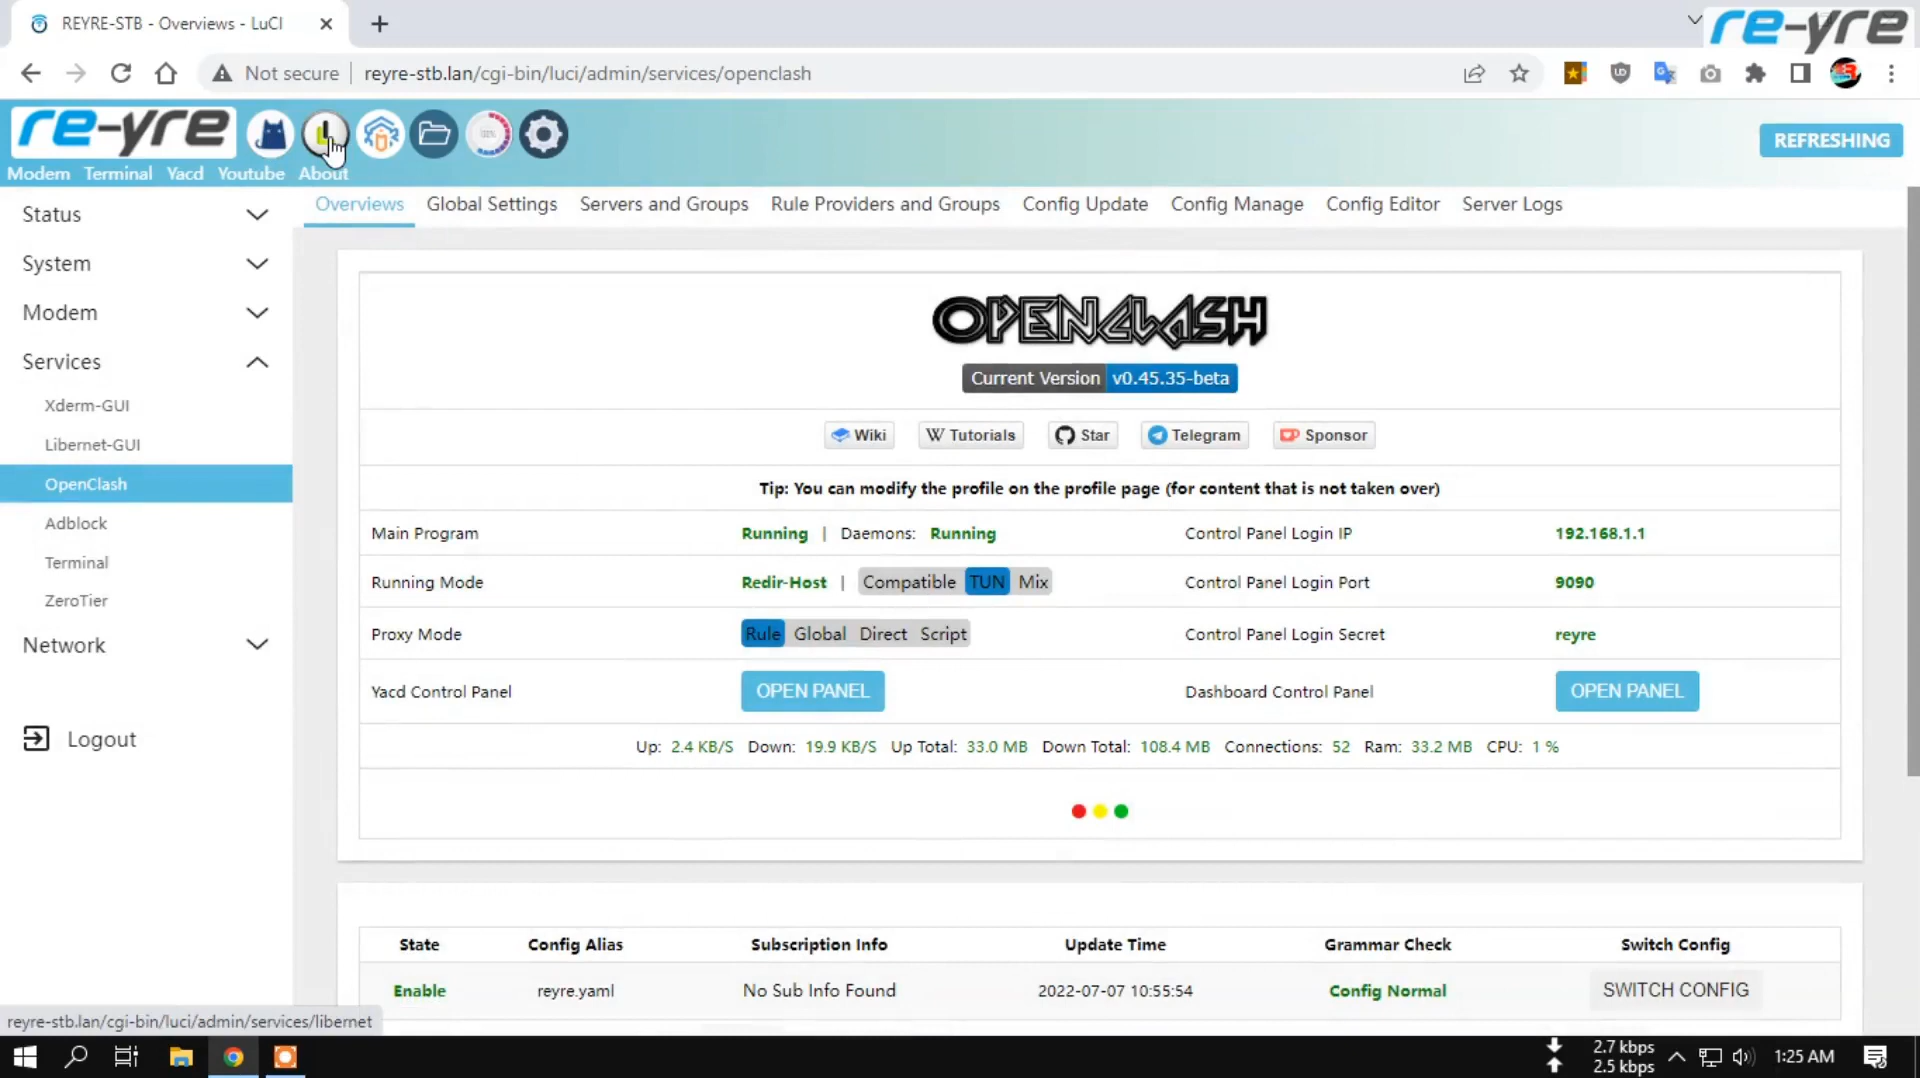 REYRE-STB - Overviews - LuCI
re-yre
Not secure reyre-stb.lan/cgi-bin/luci/admin/services/openclash
re-yre
REFRESHING
Modem Terminal Yacd Youtube About
Status
System
Modem
Services
Xderm-GUI
Libernet-GUI
OpenClash
Adblock
Terminal
ZeroTier
Network
Logout
Overviews Global Settings Servers and Groups Rule Providers and Groups Config Update Config Manage Config Editor Server Logs
OPENCLASH
Current Version v0.45.35-beta
Wiki Tutorials Star Telegram Sponsor
Tip: You can modify the profile on the profile page (for content that is not taken over)
Main Program Running | Daemons: Running Control Panel Login IP 192.168.1.1
Running Mode Redir-Host | Compatible TUN Mix Control Panel Login Port 9090
Proxy Mode Rule Global Direct Script Control Panel Login Secret reyre
Yacd Control Panel OPEN PANEL Dashboard Control Panel OPEN PANEL
Up: 2.4 KB/S Down: 19.9 KB/S Up Total: 33.0 MB Down Total: 108.4 MB Connections: 52 Ram: 33.2 MB CPU: 1 %
State Config Alias Subscription Info Update Time Grammar Check Switch Config
Enable reyre.yaml No Sub Info Found 2022-07-07 10:55:54 Config Normal SWITCH CONFIG
reyre-stb.lan/cgi-bin/luci/admin/services/libernet
2.7 kbps
2.5 kbps
1:25 AM